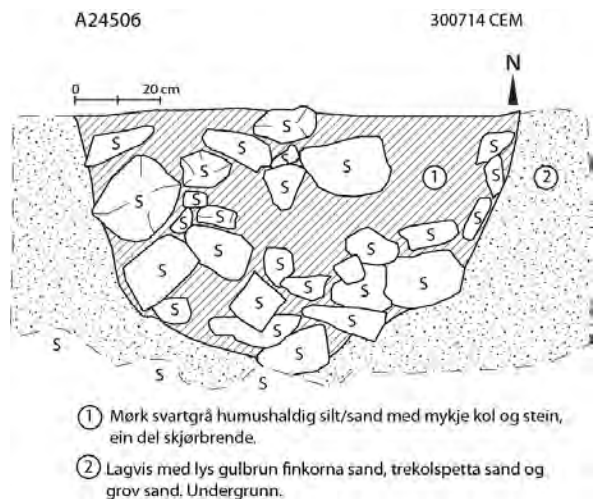 A24506 300714 CEM
0 20 cm N
S
S S
S S
S 1 2
S
S
S
S S
S S
S
S S
S S
S
S S
S S
S
S
S
S
S
S
1 Mørk svartgrå humushaldig silt/sand med mykje kol og stein,
ein del skjørbrende.
2 Lagvis med lys gulbrun finkorna sand, trekolspetta sand og
grov sand. Undergrunn.